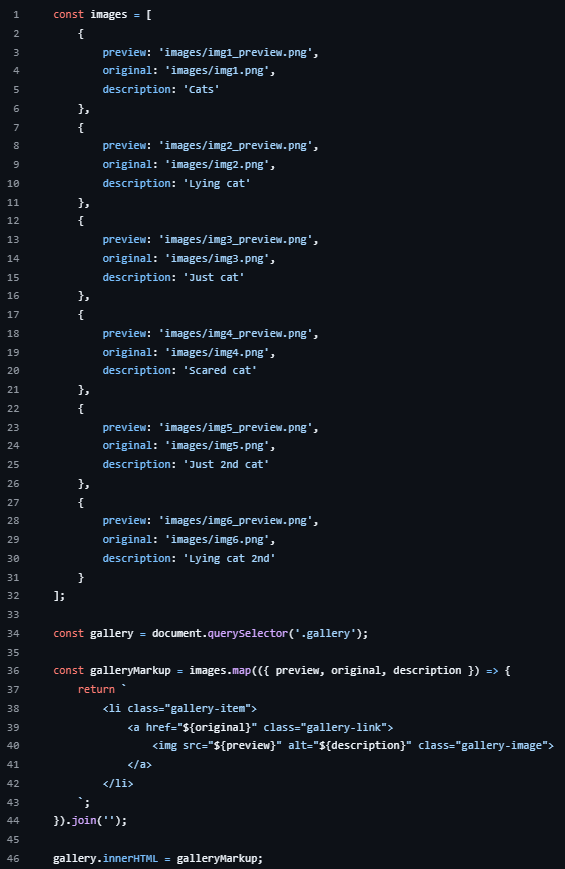 1 const images = [
2 {
3 preview: 'images/img1_preview.png',
4 original: 'images/img1.png',
5 description: 'Cats'
6 },
7 {
8 preview: 'images/img2_preview.png',
9 original: 'images/img2.png',
10 description: 'Lying cat'
11 },
12 {
13 preview: 'images/img3_preview.png',
14 original: 'images/img3.png',
15 description: 'Just cat'
16 },
17 {
18 preview: 'images/img4_preview.png',
19 original: 'images/img4.png',
20 description: 'Scared cat'
21 },
22 {
23 preview: 'images/img5_preview.png',
24 original: 'images/img5.png',
25 description: 'Just 2nd cat'
26 },
27 {
28 preview: 'images/img6_preview.png',
29 original: 'images/img6.png',
30 description: 'Lying cat 2nd'
31 }
32 ];
33
34 const gallery = document.querySelector('.gallery');
35
36 const galleryMarkup = images.map(({ preview, original, description }) => {
37 return `
38 <li class="gallery-item">
39 <a href="${original}" class="gallery-link">
40 <img src="${preview}" alt="${description}" class="gallery-image">
41 </a>
42 </li>
43 `;
44 }).join('');
45
46 gallery.innerHTML = galleryMarkup;